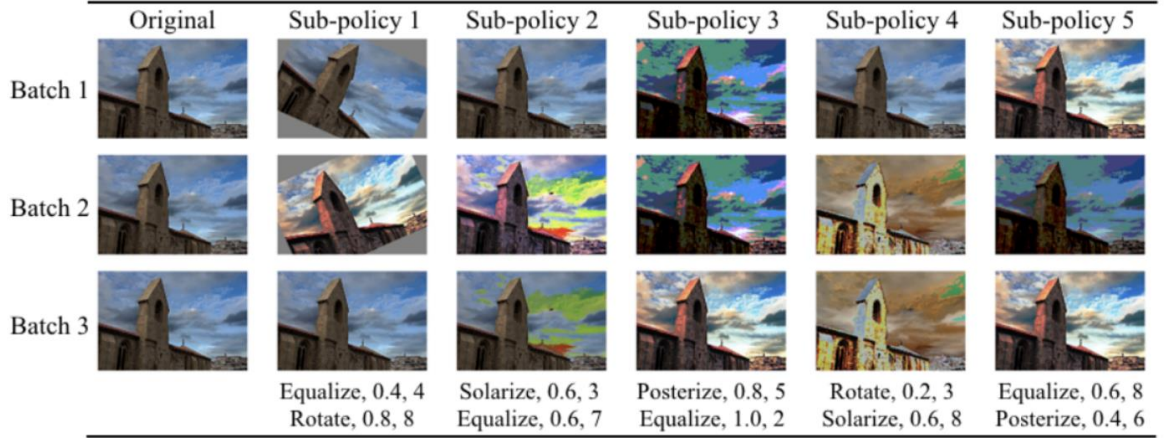 Original Sub-policy 1 Sub-policy 2 Sub-policy 3 Sub-policy 4 Sub-policy 5
Batch 1
Batch 2
Batch 3
Equalize, 0.4, 4 Solarize, 0.6, 3 Posterize, 0.8, 5 Rotate, 0.2, 3 Equalize, 0.6, 8
Rotate, 0.8, 8 Equalize, 0.6, 7 Equalize, 1.0, 2 Solarize, 0.6, 8 Posterize, 0.4, 6